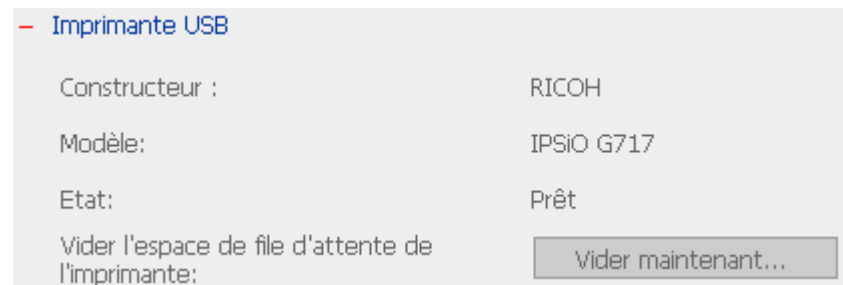 – Imprimante USB
Constructeur : RICOH
Modèle: IPSiO G717
Etat: Prêt
Vider l'espace de file d'attente de
l'imprimante: Vider maintenant...